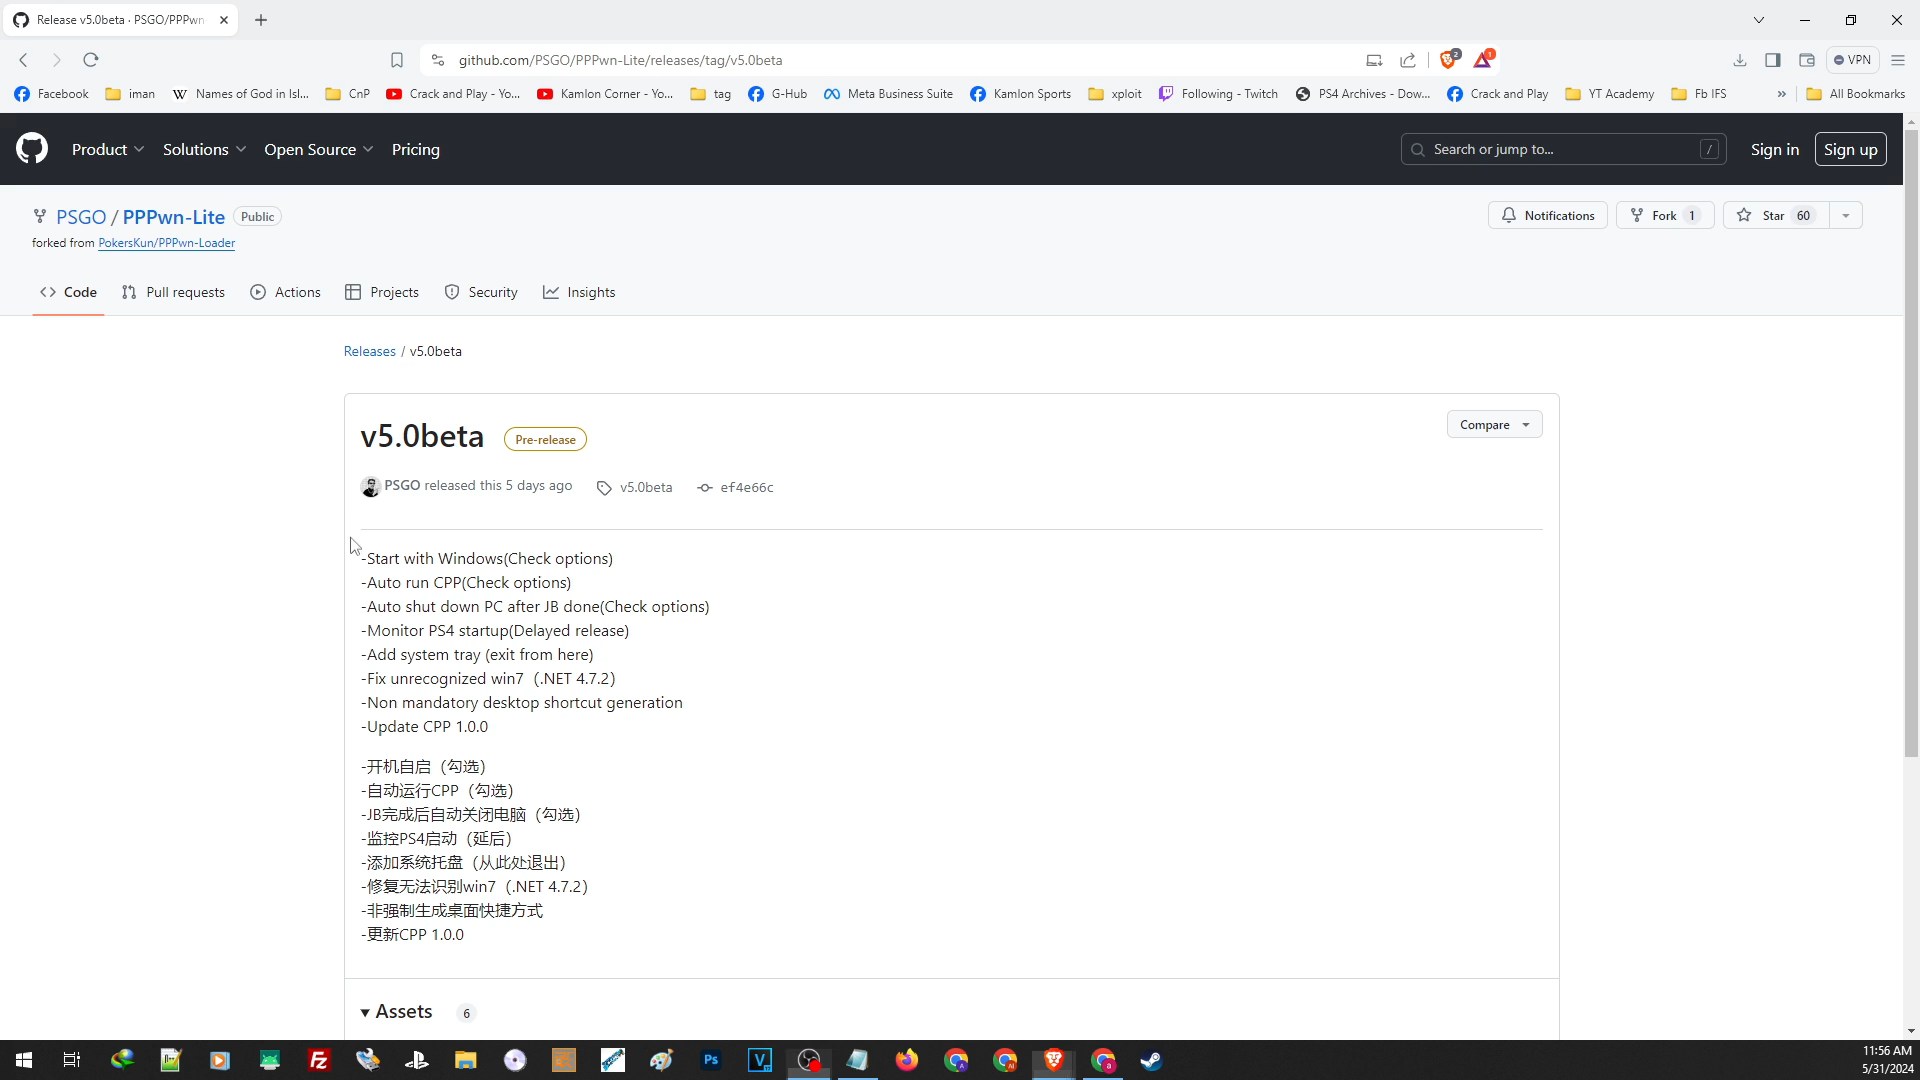 Release v5.0beta · PSGO/PPPwn
github.com/PSGO/PPPwn-Lite/releases/tag/v5.0beta
2
1
VPN
Facebook
iman
W Names of God in Isl...
CnP
Crack and Play - Yo...
Kamlon Corner - Yo...
tag
G-Hub
Meta Business Suite
Kamlon Sports
xploit
Following - Twitch
PS4 Archives - Dow...
Crack and Play
YT Academy
Fb IFS
»
All Bookmarks
Product
Solutions
Open Source
Pricing
Search or jump to...
/
Sign in
Sign up
PSGO / PPPwn-Lite
Public
Notifications
Fork 1
Star 60
forked from PokersKun/PPPwn-Loader
Code
Pull requests
Actions
Projects
Security
Insights
Releases / v5.0beta
v5.0beta
Pre-release
Compare
PSGO released this 5 days ago
v5.0beta
ef4e66c
-Start with Windows(Check options)
-Auto run CPP(Check options)
-Auto shut down PC after JB done(Check options)
-Monitor PS4 startup(Delayed release)
-Add system tray (exit from here)
-Fix unrecognized win7（.NET 4.7.2）
-Non mandatory desktop shortcut generation
-Update CPP 1.0.0
-开机自启（勾选）
-自动运行CPP（勾选）
-JB完成后自动关闭电脑（勾选）
-监控PS4启动（延后）
-添加系统托盘（从此处退出）
-修复无法识别win7（.NET 4.7.2）
-非强制生成桌面快捷方式
-更新CPP 1.0.0
Assets 6
Fz
Ps
V
11:56 AM
5/31/2024